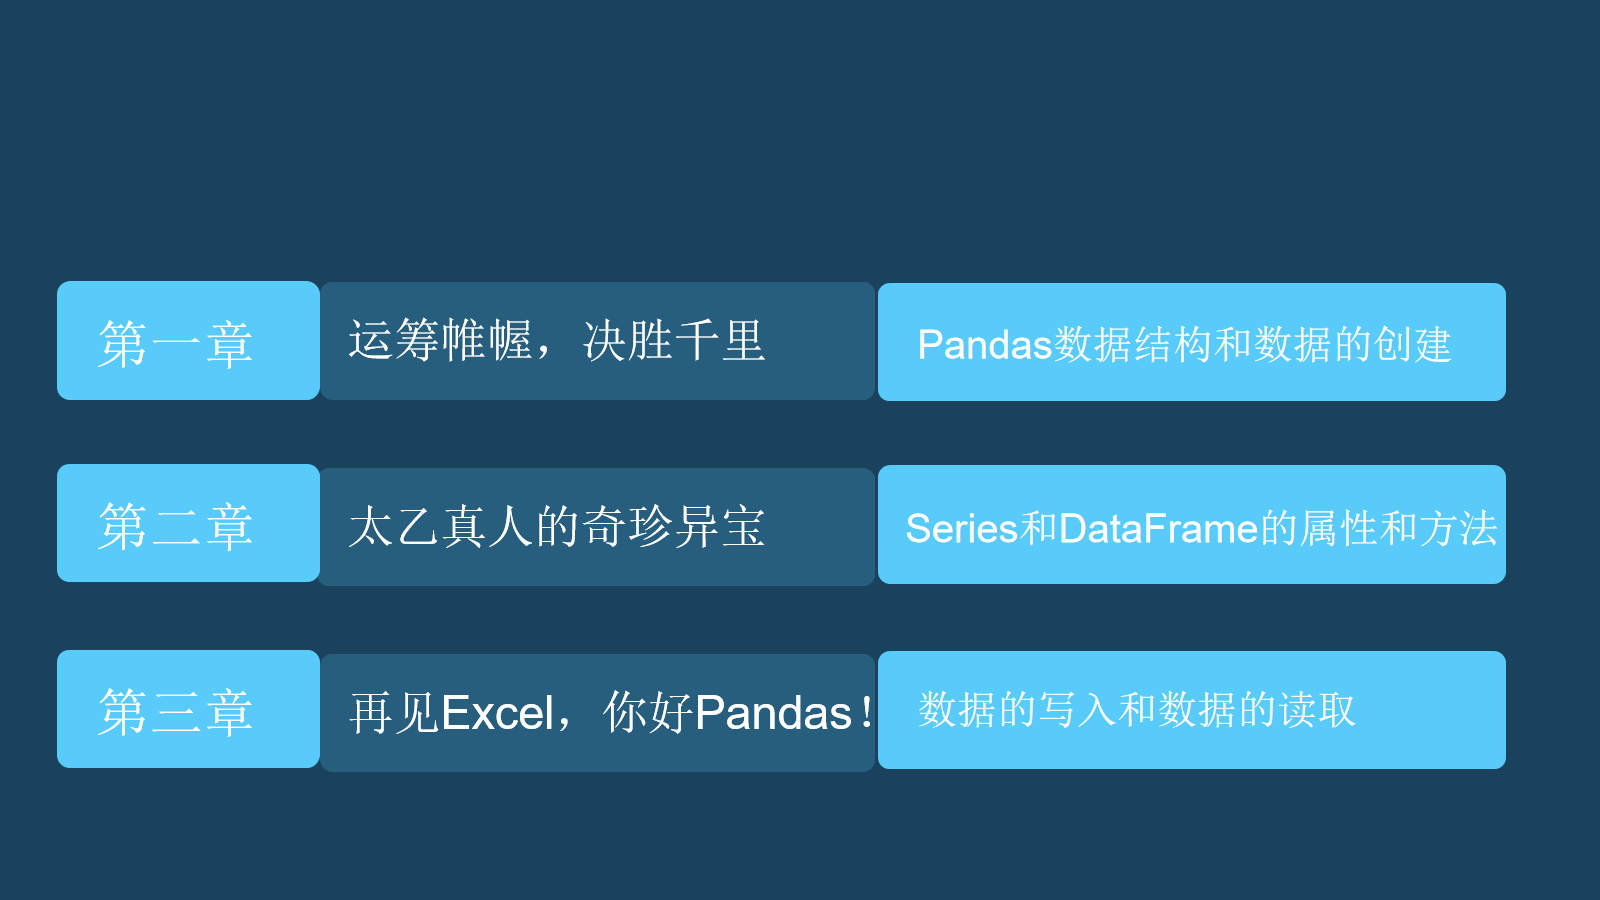 第一章
运筹帷幄，决胜千里
Pandas数据结构和数据的创建
第二章
太乙真人的奇珍异宝
Series和DataFrame的属性和方法
第三章
再见Excel，你好Pandas！
数据的写入和数据的读取